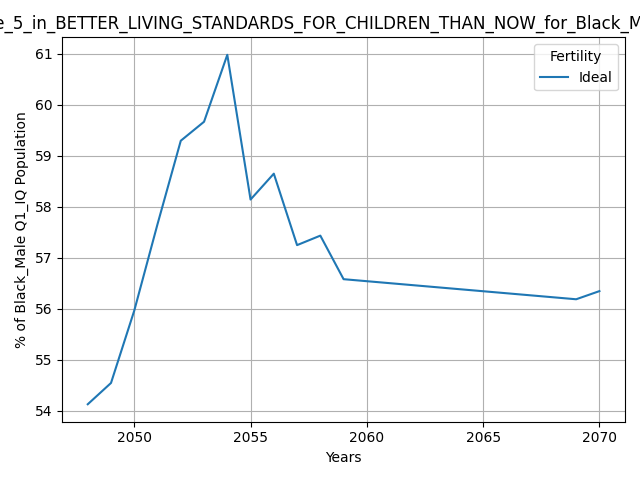 e_5_in_BETTER_LIVING_STANDARDS_FOR_CHILDREN_THAN_NOW_for_Black_M
Fertility
Ideal
% of Black_Male Q1_IQ Population
61
60
59
58
57
56
55
54
2050
2055
2060
2065
2070
Years